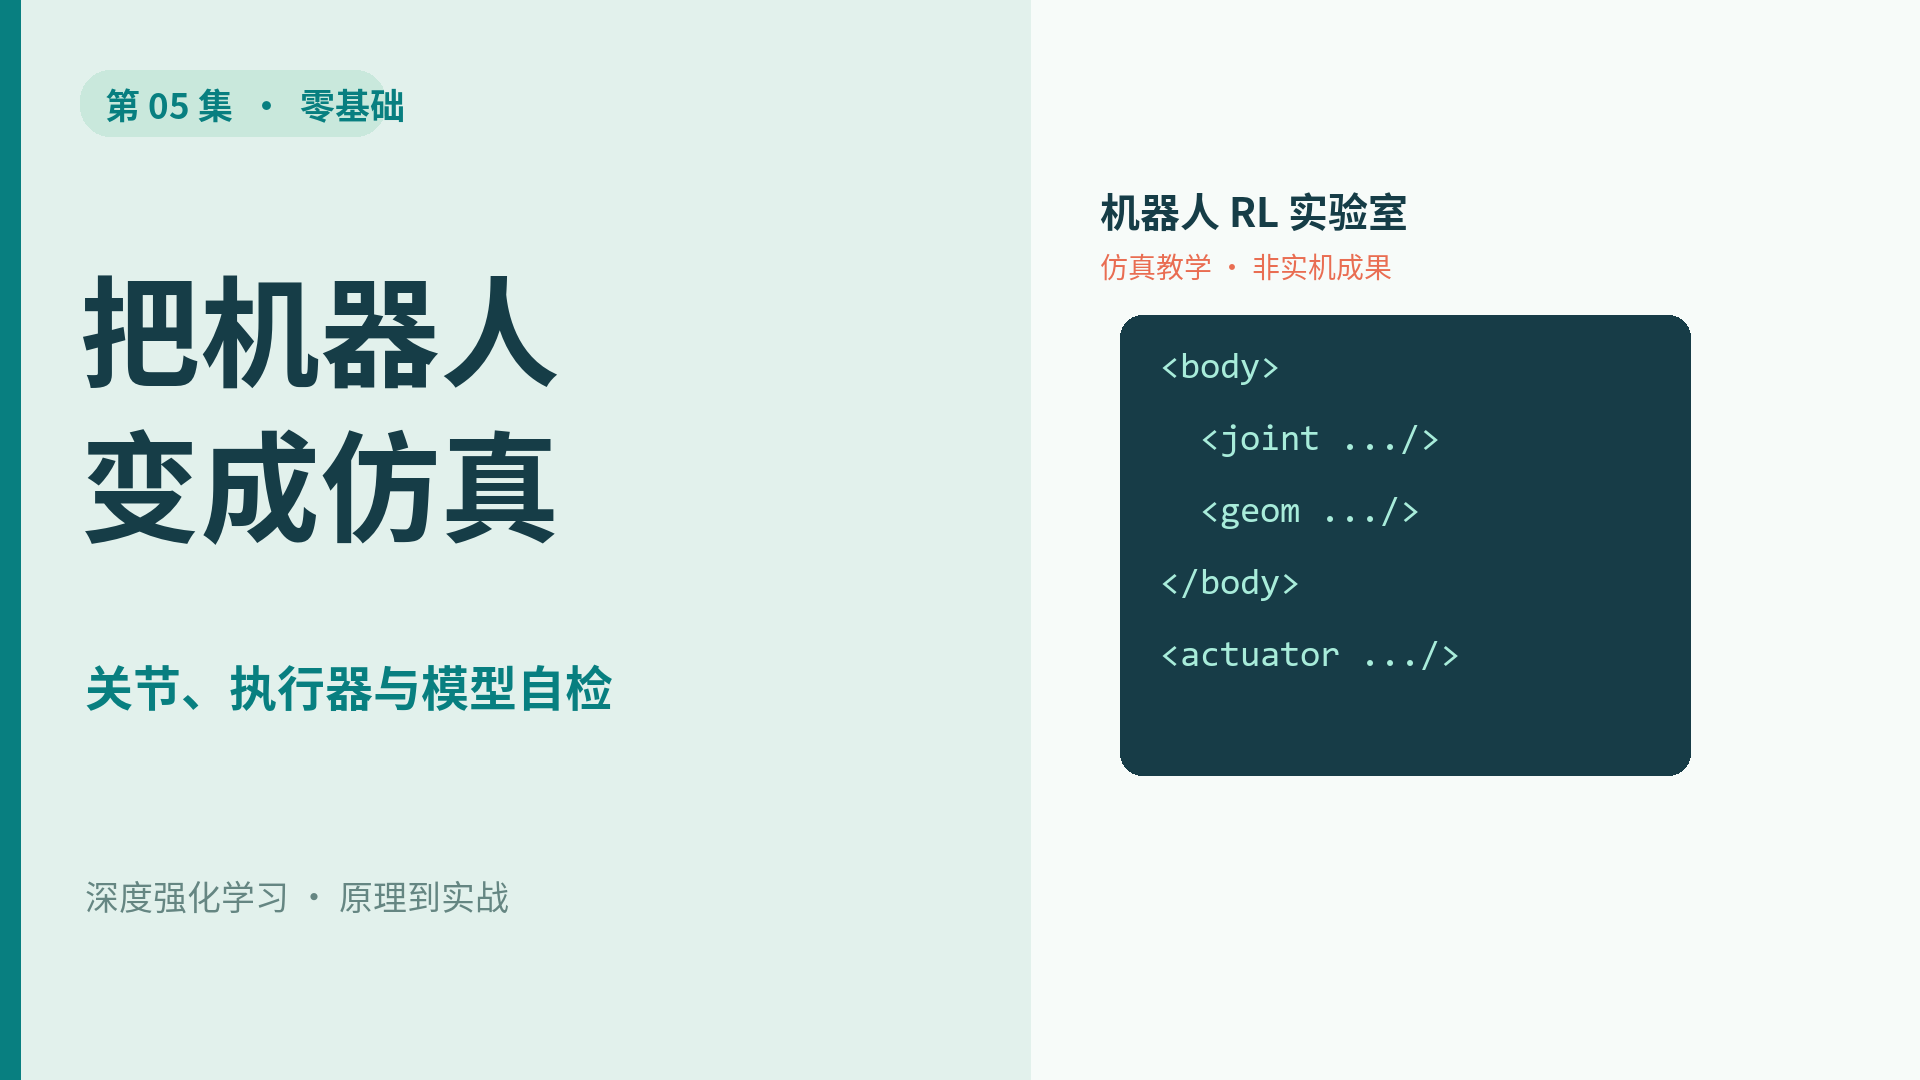 第 05 集 · 零基础
把机器人
变成仿真
关节、执行器与模型自检
深度强化学习 · 原理到实战
机器人 RL 实验室
仿真教学 · 非实机成果
<body>
  <joint .../>
  <geom .../>
</body>
<actuator .../>